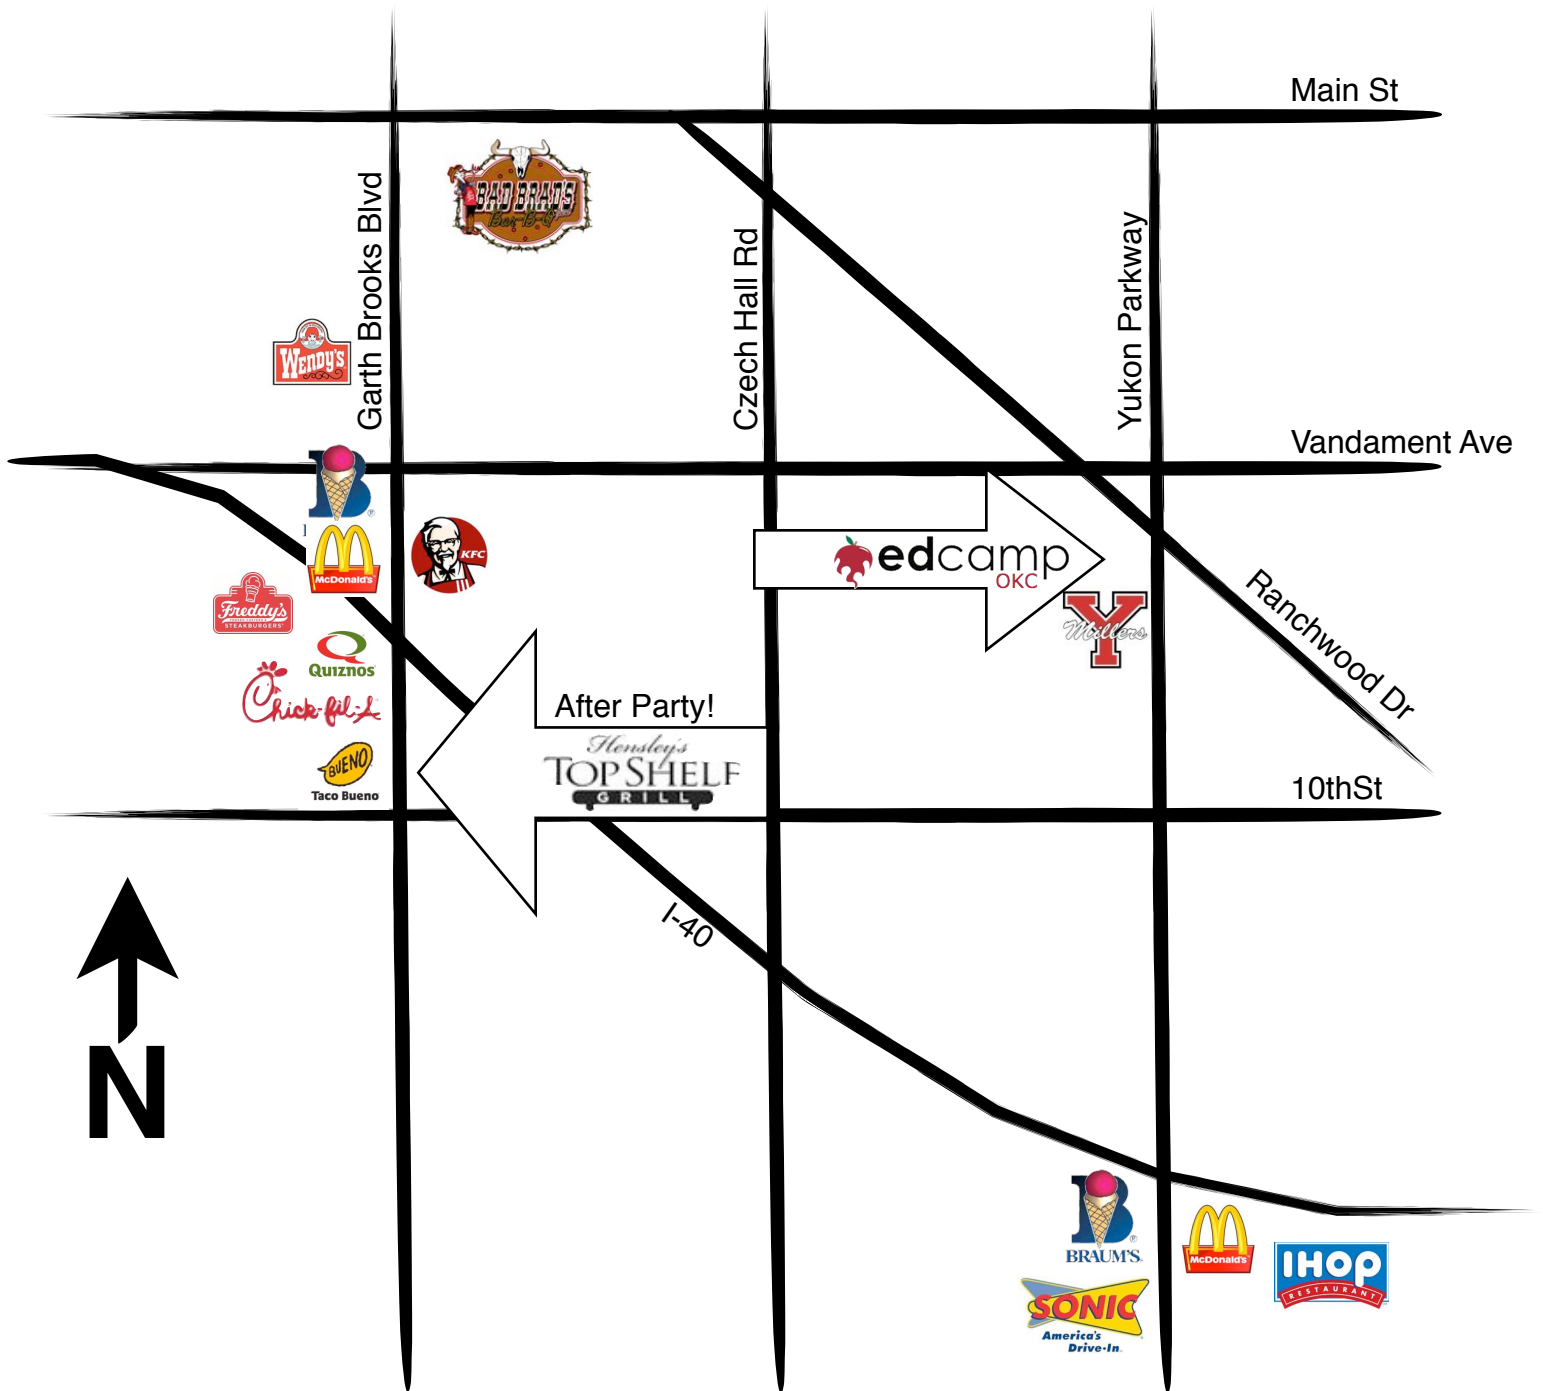 Main St
BAD BRAD'S
Bar-B-Q
Garth Brooks Blvd
Czech Hall Rd
Yukon Parkway
WENDY'S
Vandament Ave
B
McDonald's
KFC
edcamp
OKC
Y
Millers
Ranchwood Dr
Freddy's
STEAKBURGERS
QUIZNOS
Chick-fil-A
After Party!
Hensley's
TOP SHELF
GRILL
BUENO
Taco Bueno
10thSt
I-40
N
B
BRAUM'S
McDonald's
IHOP
RESTAURANT
SONIC
America's
Drive-In